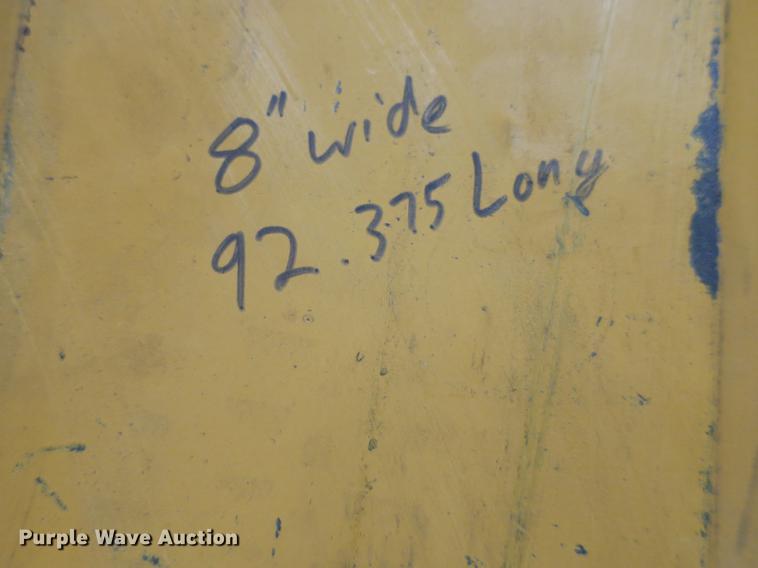 8" wide
92.375 Long
Purple Wave Auction